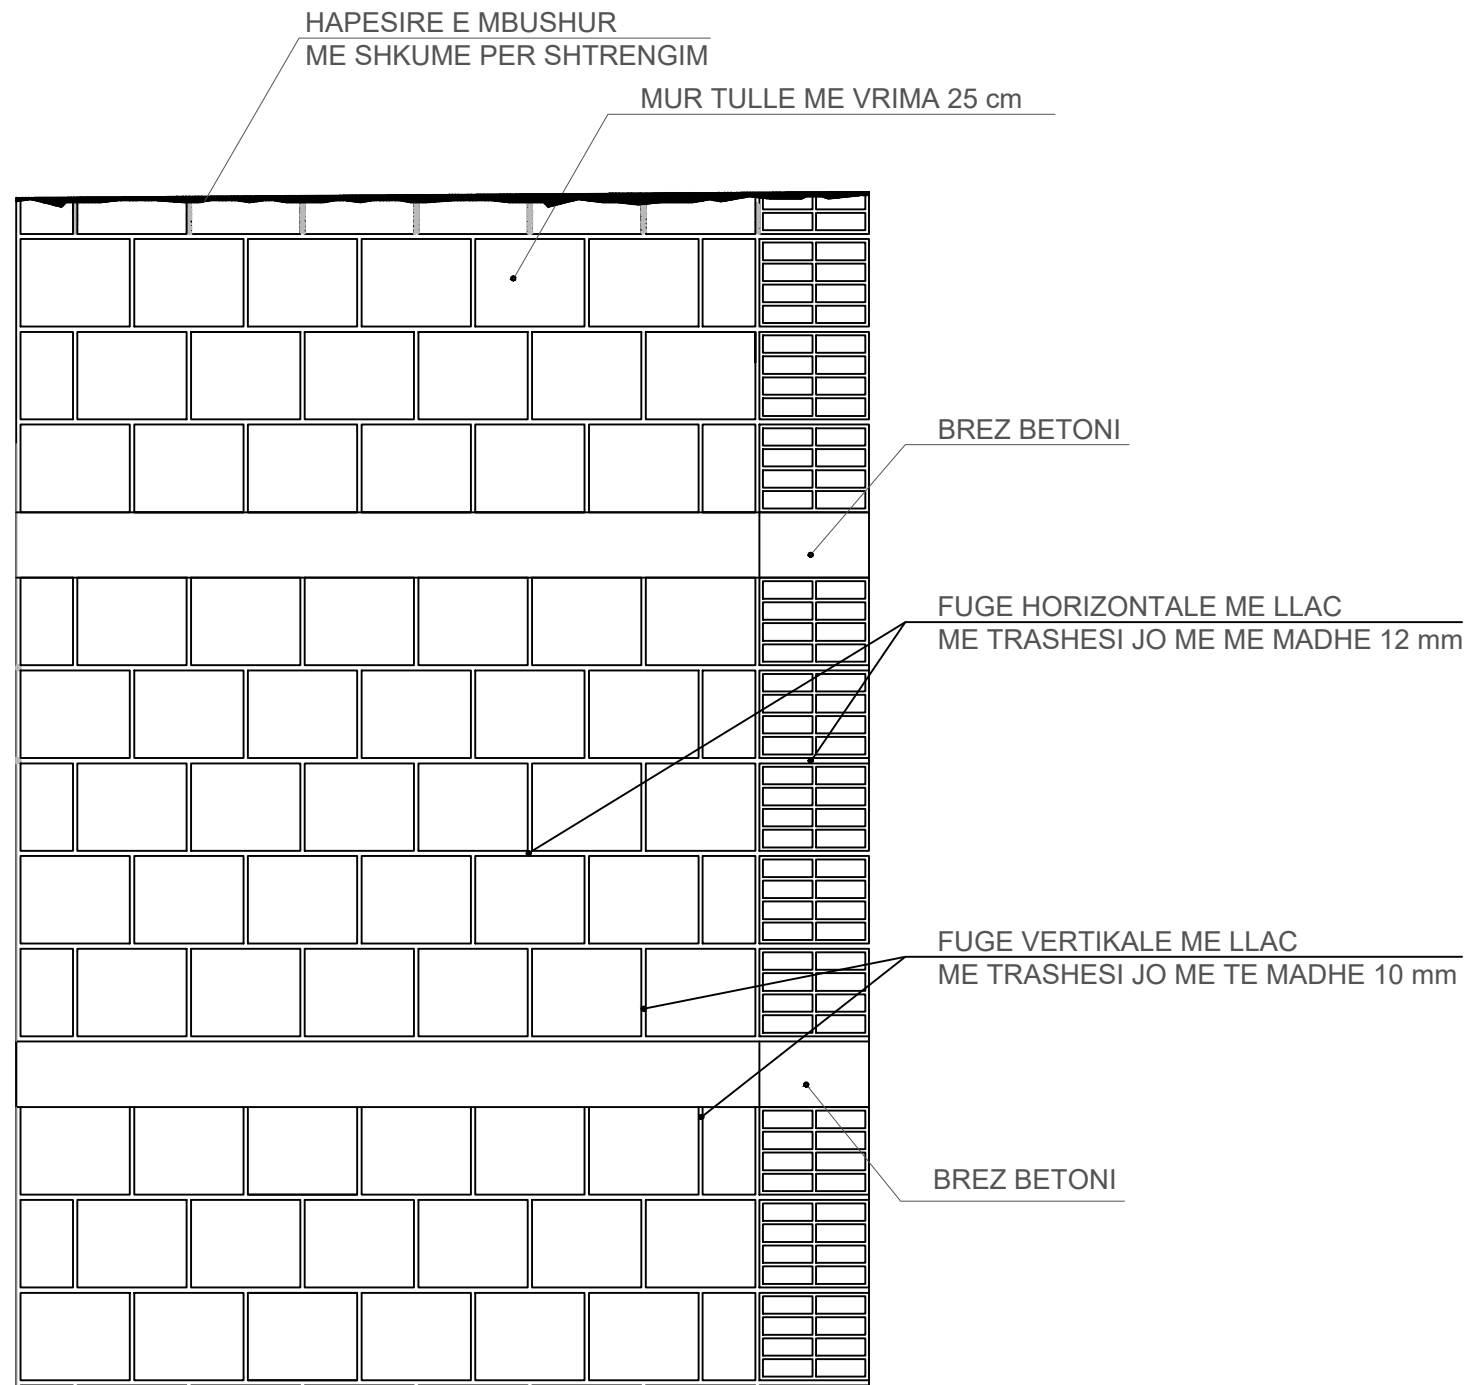 HAPESIRE E MBUSHUR
ME SHKUME PER SHTRENGIM
MUR TULLE ME VRIMA 25 cm
BREZ BETONI
FUGE HORIZONTALE ME LLAC
ME TRASHESI JO ME ME MADHE 12 mm
FUGE VERTIKALE ME LLAC
ME TRASHESI JO ME TE MADHE 10 mm
BREZ BETONI